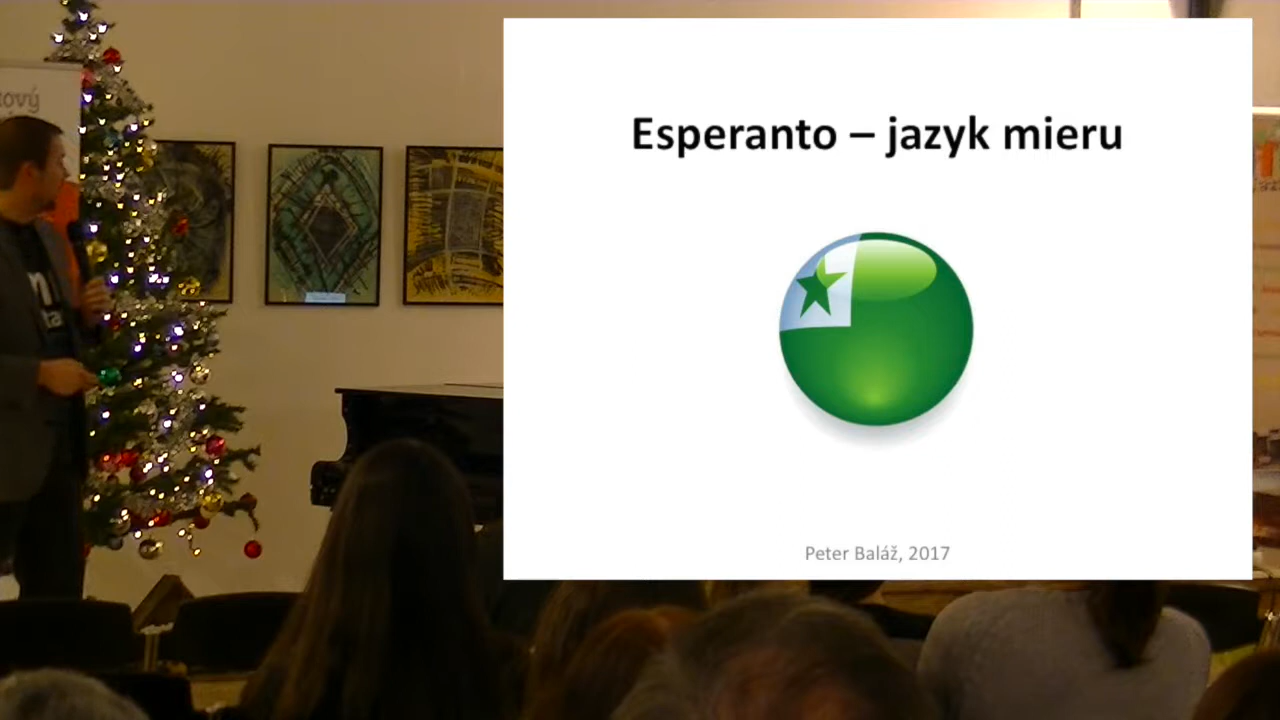 Esperanto – jazyk mieru
Peter Baláž, 2017